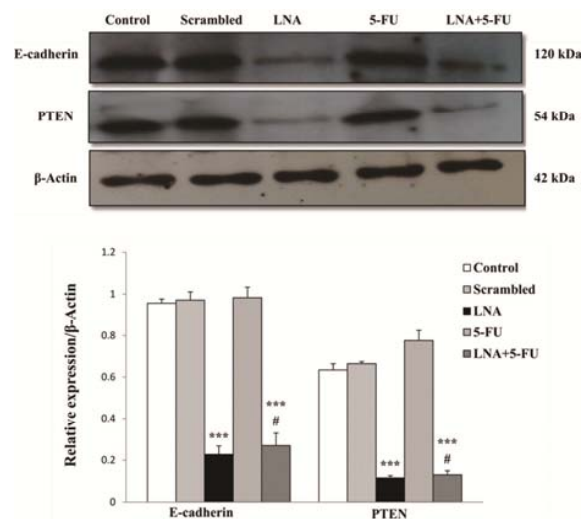 Control Scrambled LNA 5-FU LNA+5-FU
E-cadherin 120 kDa
PTEN 54 kDa
β-Actin 42 kDa
1.2
1
0.8
0.6
0.4
0.2
0
Relative expression/β-Actin
Control
Scrambled
LNA
5-FU
LNA+5-FU
*** *** *** ***
# #
E-cadherin PTEN